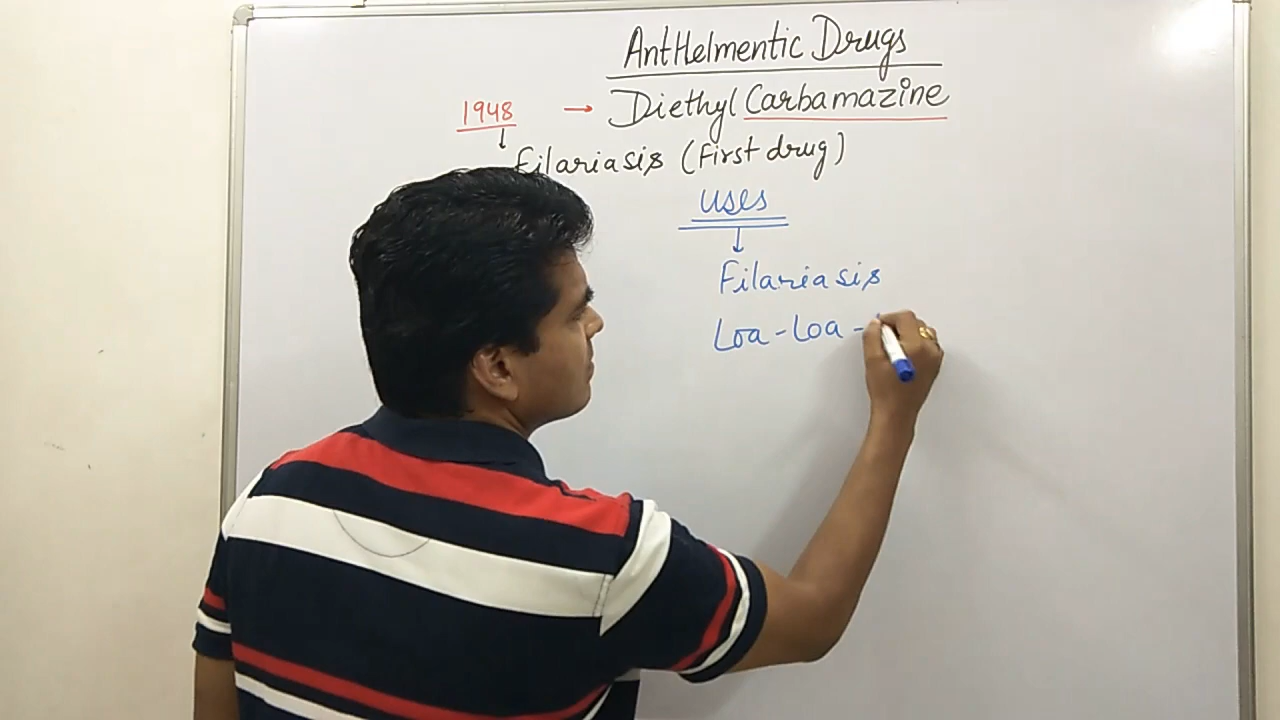 AntHelmentic Drugs
1948 → Diethyl Carbamazine
↓ Filariasis (First drug)
Uses
↓
Filariasis
Loa-Loa-